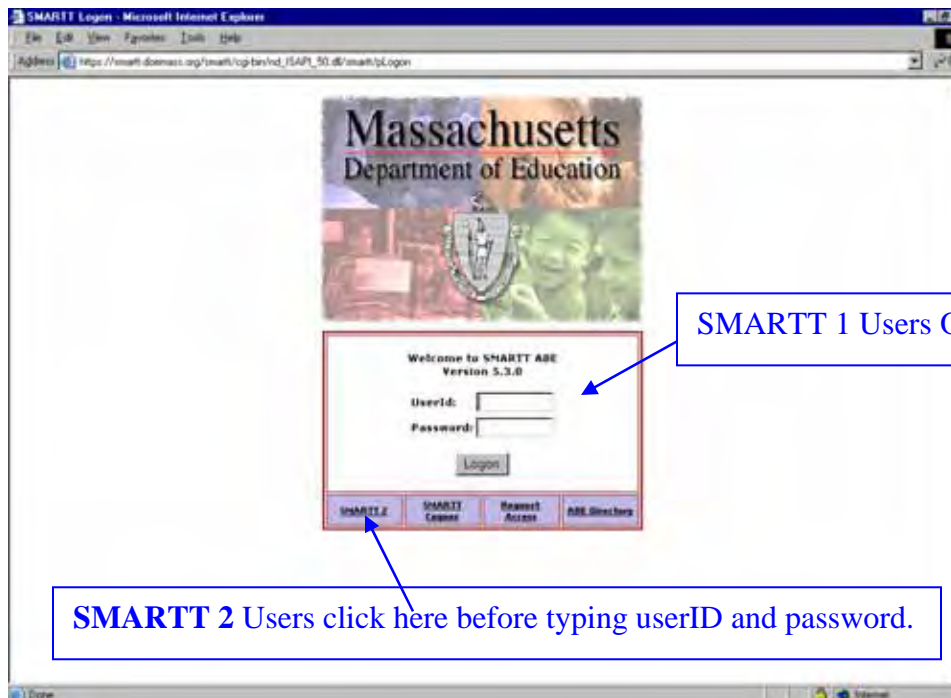 SMARTT Logon - Microsoft Internet Explorer
File Edit View Favorites Tools Help
Address
Massachusetts
Department of Education
SMARTT 1 Users
Welcome to SMARTT ABE
Version 5.3.0
UserId:
Password:
Logon
SMARTT 2
SMARTT
Request
Access
ABE Directory
SMARTT 2 Users click here before typing userID and password.
Done
Internet